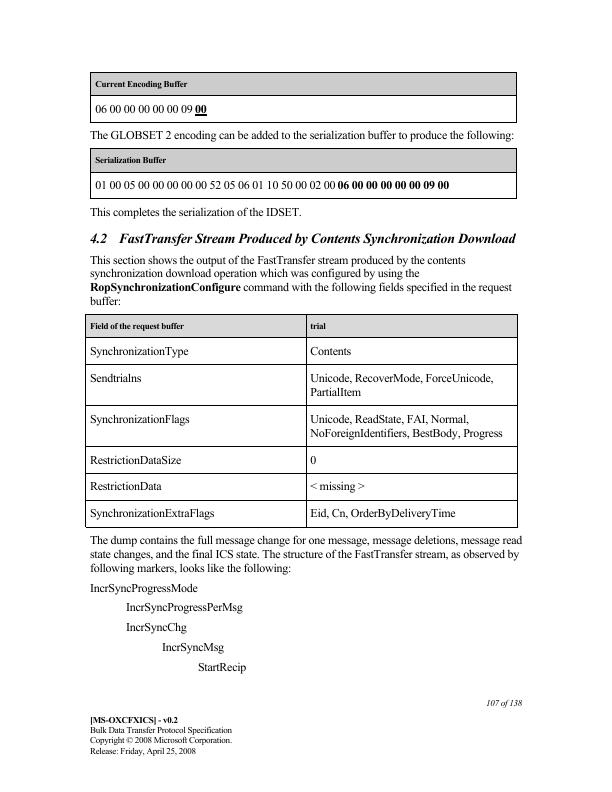 Current Encoding Buffer
06 00 00 00 00 00 09 00
The GLOBSET 2 encoding can be added to the serialization buffer to produce the following:
Serialization Buffer
01 00 05 00 00 00 00 00 52 05 06 01 10 50 00 02 00 06 00 00 00 00 00 09 00
This completes the serialization of the IDSET.
4.2 FastTransfer Stream Produced by Contents Synchronization Download
This section shows the output of the FastTransfer stream produced by the contents
synchronization download operation which was configured by using the
RopSynchronizationConfigure command with the following fields specified in the request
buffer:
Field of the request buffer trial
SynchronizationType Contents
Sendtrialns Unicode, RecoverMode, ForceUnicode,
PartialItem
SynchronizationFlags Unicode, ReadState, FAI, Normal,
NoForeignIdentifiers, BestBody, Progress
RestrictionDataSize 0
RestrictionData < missing >
SynchronizationExtraFlags Eid, Cn, OrderByDeliveryTime
The dump contains the full message change for one message, message deletions, message read
state changes, and the final ICS state. The structure of the FastTransfer stream, as observed by
following markers, looks like the following:
IncrSyncProgressMode
IncrSyncProgressPerMsg
IncrSyncChg
IncrSyncMsg
StartRecip
107 of 138
[MS-OXCFXICS] - v0.2
Bulk Data Transfer Protocol Specification
Copyright © 2008 Microsoft Corporation.
Release: Friday, April 25, 2008